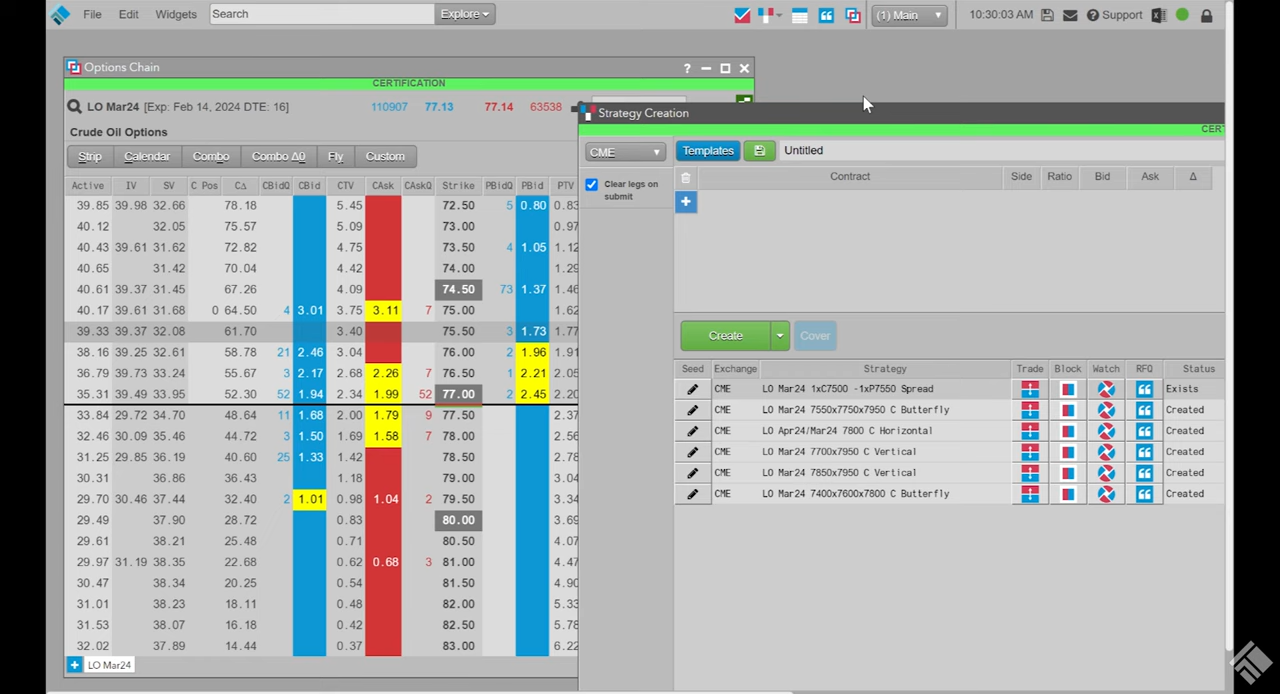 File Edit Widgets Search Explore (1) Main 10:30:03 AM Support
Options Chain ?
CERTIFICATION
LO Mar24 [Exp: Feb 14, 2024 DTE: 16] 110907 77.13 77.14 63538
Crude Oil Options
Strip Calendar Combo Combo Δ0 Fly Custom
Active IV SV C Pos CΔ CBidQ CBid CTV CAsk CAskQ Strike PBidQ PBid PTV
39.85 39.98 32.66 78.18 5.45 72.50 5 0.80 0.83
40.12 32.05 75.57 5.09 73.00 0.97
40.43 39.61 31.62 72.82 4.75 73.50 4 1.05 1.12
40.65 31.42 70.04 4.42 74.00 1.29
40.61 39.37 31.45 67.26 4.09 74.50 73 1.37 1.46
40.17 39.61 31.68 0 64.50 4 3.01 3.75 3.11 7 75.00 1.62
39.33 39.37 32.08 61.70 3.40 75.50 3 1.73 1.77
38.16 39.25 32.61 58.78 21 2.46 3.04 76.00 2 1.96 1.91
36.79 39.73 33.24 55.67 3 2.17 2.68 2.26 7 76.50 1 2.21 2.05
35.31 39.49 33.95 52.30 52 1.94 2.34 1.99 52 77.00 2 2.45 2.20
33.84 29.72 34.70 48.64 11 1.68 2.00 1.79 9 77.50 2.37
32.46 30.09 35.46 44.72 3 1.50 1.69 1.58 7 78.00 2.56
31.25 29.85 36.19 40.60 25 1.33 1.42 78.50 2.78
30.31 36.86 36.43 1.18 79.00 3.04
29.70 30.46 37.44 32.40 2 1.01 0.98 1.04 2 79.50 3.34
29.49 37.90 28.72 0.83 80.00 3.69
29.61 38.21 25.48 0.71 80.50 4.07
29.97 31.19 38.35 22.68 0.62 0.68 3 81.00 4.47
30.47 38.34 20.25 0.54 81.50 4.90
31.01 38.23 18.11 0.48 82.00 5.33
31.53 38.07 16.18 0.42 82.50 5.78
32.02 37.89 14.44 0.37 83.00 6.22
LO Mar24
Strategy Creation
CERT
CME Templates Untitled
Clear legs on
submit
Contract Side Ratio Bid Ask Δ
Create Cover
Seed Exchange Strategy Trade Block Watch RFQ Status
CME LO Mar24 1xC7500 -1xP7550 Spread Exists
CME LO Mar24 7550x7750x7950 C Butterfly Created
CME LO Apr24/Mar24 7800 C Horizontal Created
CME LO Mar24 7700x7950 C Vertical Created
CME LO Mar24 7850x7950 C Vertical Created
CME LO Mar24 7400x7600x7800 C Butterfly Created